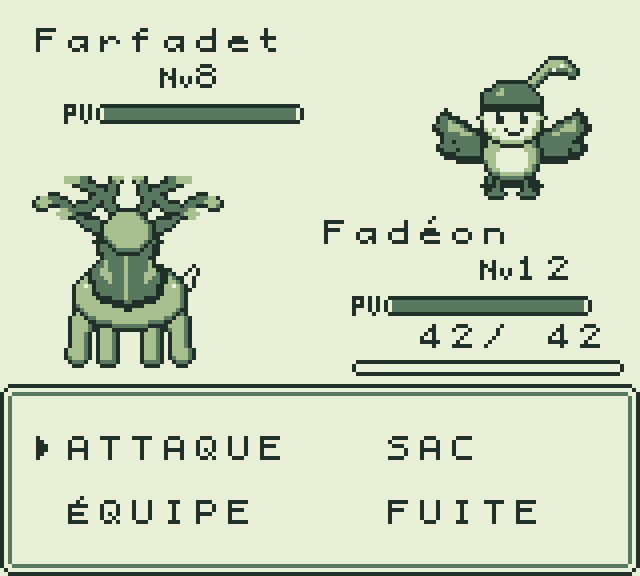 Farfadet
Nv8
PV
Fadéon
Nv12
PV
42/ 42
ATTAQUE SAC
ÉQUIPE FUITE